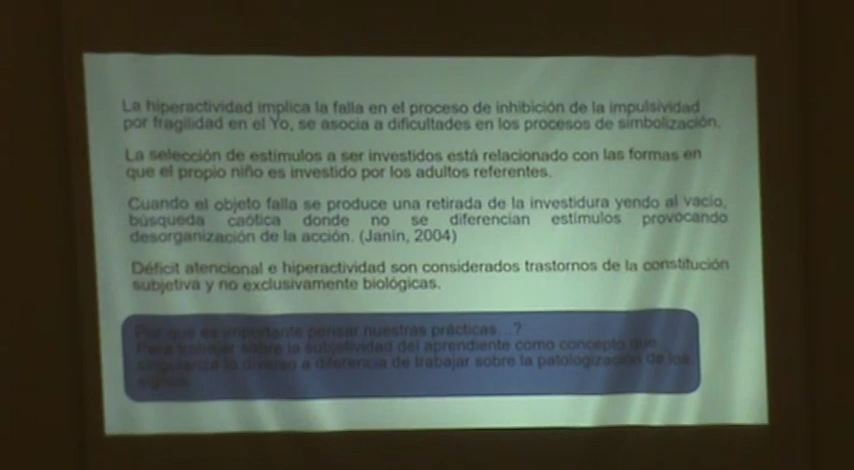 La hiperactividad implica la falla en el proceso de inhibición de la impulsividad
por fragilidad en el Yo, se asocia a dificultades en los procesos de simbolización.
La selección de estímulos a ser investidos está relacionado con las formas en
que el propio niño es investido por los adultos referentes.
Cuando el objeto falla se produce una retirada de la investidura yendo al vacío,
búsqueda caótica donde no se diferencian estímulos provocando
desorganización de la acción. (Janin, 2004)
Déficit atencional e hiperactividad son considerados trastornos de la constitución
subjetiva y no exclusivamente biológicas.
Por qué es importante pensar nuestras prácticas...?
Para trabajar sobre la subjetividad del aprendiente como concepto que
lo diverso a diferencia de trabajar sobre la patologización de los